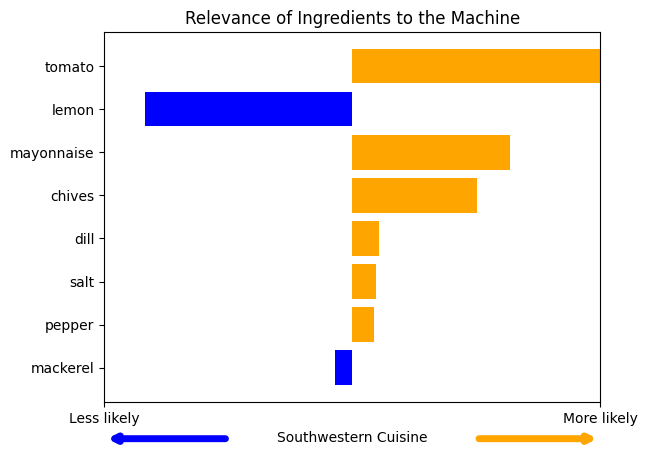 Relevance of Ingredients to the Machine
tomato
lemon
mayonnaise
chives
dill
salt
pepper
mackerel
Less likely
More likely
Southwestern Cuisine